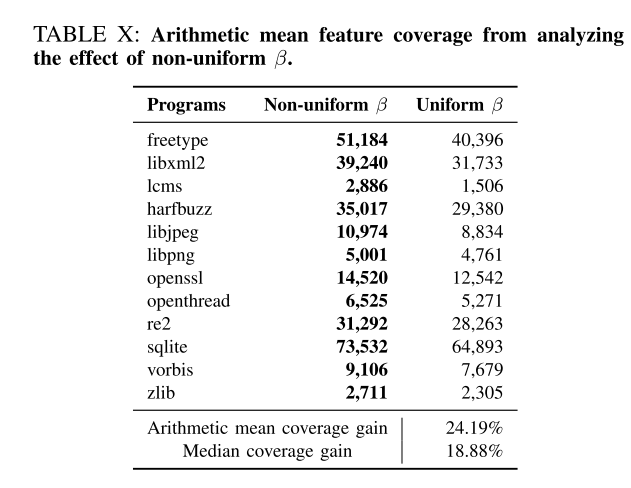 TABLE X: Arithmetic mean feature coverage from analyzing
the effect of non-uniform β.
Programs Non-uniform β Uniform β
freetype 51,184 40,396
libxml2 39,240 31,733
lcms 2,886 1,506
harfbuzz 35,017 29,380
libjpeg 10,974 8,834
libpng 5,001 4,761
openssl 14,520 12,542
openthread 6,525 5,271
re2 31,292 28,263
sqlite 73,532 64,893
vorbis 9,106 7,679
zlib 2,711 2,305
Arithmetic mean coverage gain 24.19%
Median coverage gain 18.88%